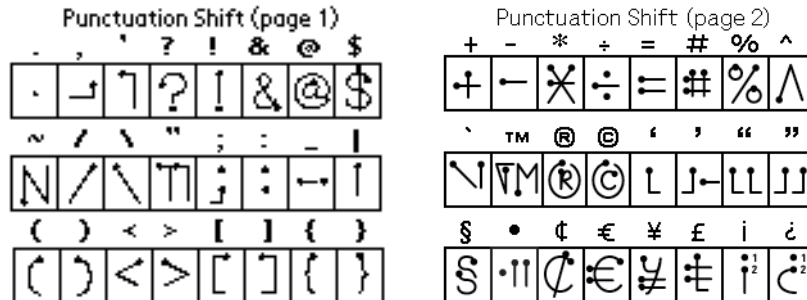 Punctuation Shift (page 1)
. , ' ? ! & @ $
~ / \ " ; : _ |
( ) < > [ ] { }
Punctuation Shift (page 2)
+ - * ÷ = # % ^
` ™ ® © ‘ ’ “ ”
§ • ¢ € ¥ £ ¡ ¿